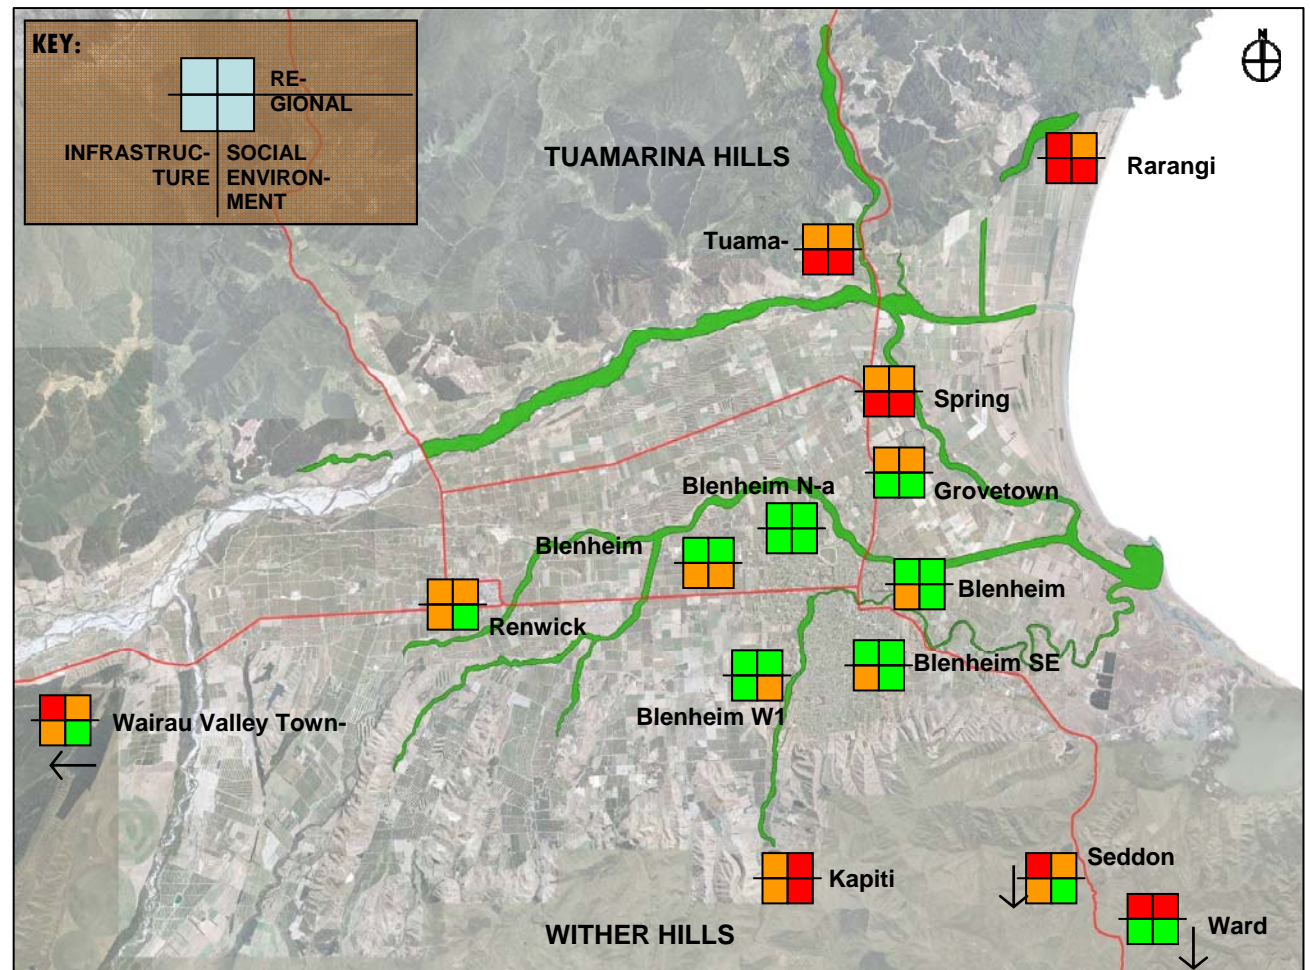 KEY:
RE-
GIONAL
INFRASTRUC-
TURE
SOCIAL
ENVIRON-
MENT
N
TUAMARINA HILLS
Rarangi
Tuama-
Spring
Grovetown
Blenheim N-a
Blenheim
Blenheim
Renwick
Blenheim SE
Blenheim W1
Wairau Valley Town-
Kapiti
Seddon
Ward
WITHER HILLS